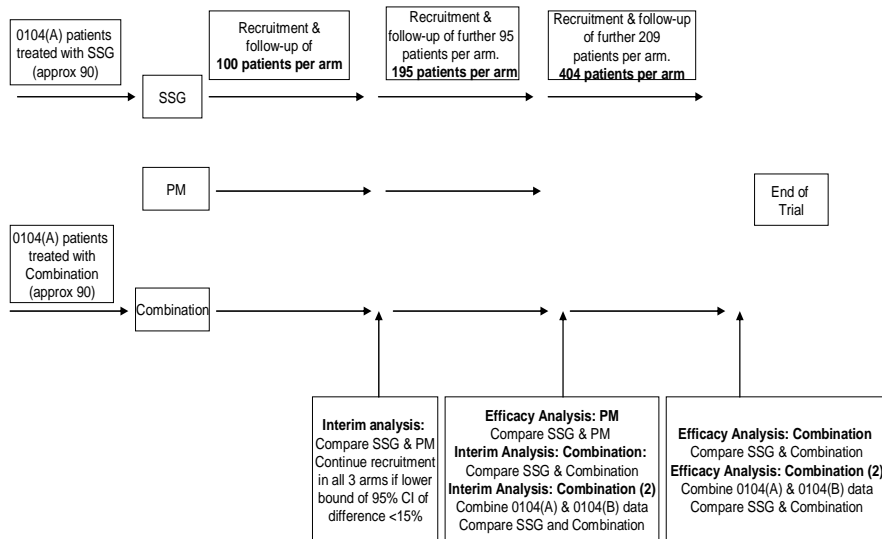 0104(A) patients
treated with SSG
(approx 90)
Recruitment &
follow-up of
100 patients per arm
Recruitment &
follow-up of further 95
patients per arm.
195 patients per arm
Recruitment & follow-up
of further 209
patients per arm.
404 patients per arm
SSG
PM
End of
Trial
0104(A) patients
treated with
Combination
(approx 90)
Combination
Interim analysis:
Compare SSG & PM
Continue recruitment
in all 3 arms if lower
bound of 95% CI of
difference <15%
Efficacy Analysis: PM
Compare SSG & PM
Interim Analysis: Combination:
Compare SSG & Combination
Interim Analysis: Combination (2)
Combine 0104(A) & 0104(B) data
Compare SSG and Combination
Efficacy Analysis: Combination
Compare SSG & Combination
Efficacy Analysis: Combination (2)
Combine 0104(A) & 0104(B) data
Compare SSG & Combination